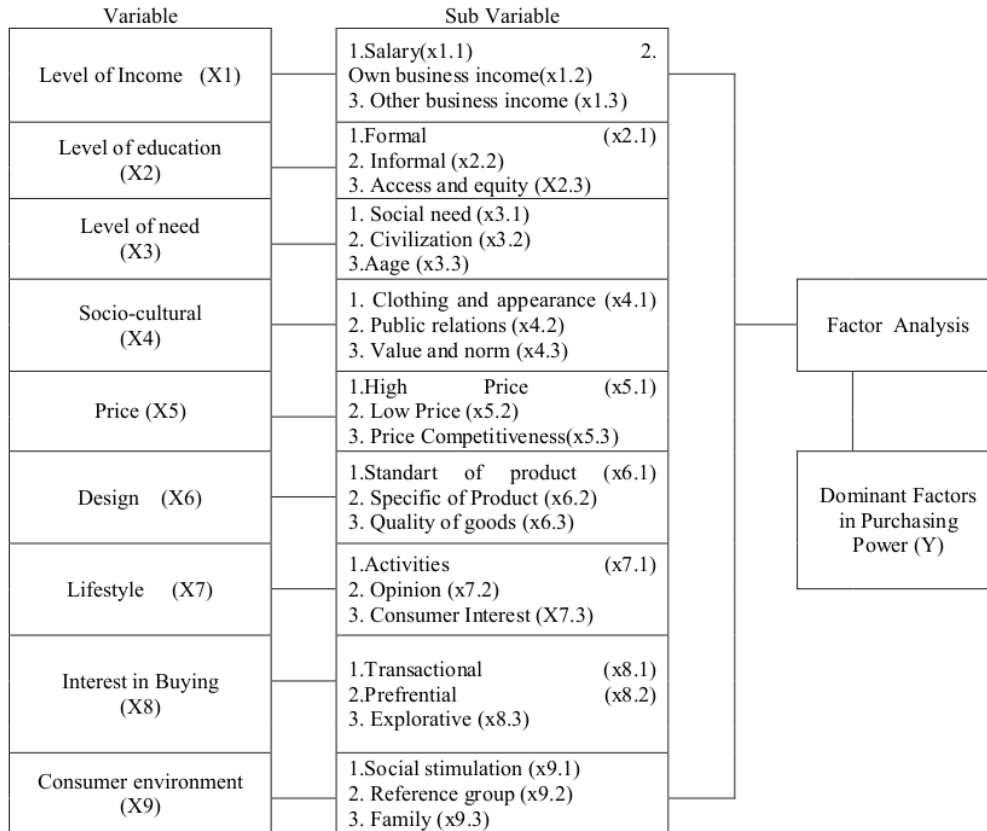 Variable
Sub Variable
Level of Income (X1)
1.Salary(x1.1) 2.
Own business income(x1.2)
3. Other business income (x1.3)
Level of education
(X2)
1.Formal (x2.1)
2. Informal (x2.2)
3. Access and equity (X2.3)
Level of need
(X3)
1. Social need (x3.1)
2. Civilization (x3.2)
3.Aage (x3.3)
Socio-cultural
(X4)
1. Clothing and appearance (x4.1)
2. Public relations (x4.2)
3. Value and norm (x4.3)
Price (X5)
1.High Price (x5.1)
2. Low Price (x5.2)
3. Price Competitiveness(x5.3)
Design (X6)
1.Standart of product (x6.1)
2. Specific of Product (x6.2)
3. Quality of goods (x6.3)
Lifestyle (X7)
1.Activities (x7.1)
2. Opinion (x7.2)
3. Consumer Interest (X7.3)
Interest in Buying
(X8)
1.Transactional (x8.1)
2.Prefrential (x8.2)
3. Explorative (x8.3)
Consumer environment
(X9)
1.Social stimulation (x9.1)
2. Reference group (x9.2)
3. Family (x9.3)
Factor Analysis
Dominant Factors
in Purchasing
Power (Y)